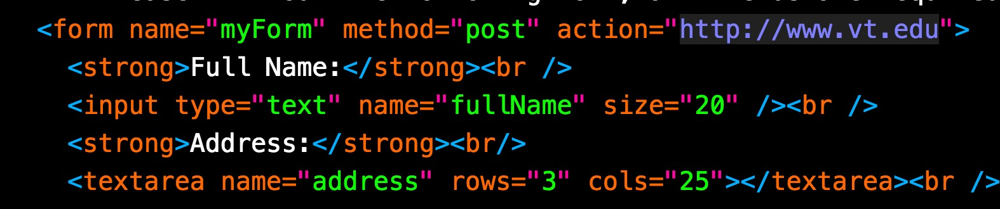 <form name="myForm" method="post" action="http://www.vt.edu">
<strong>Full Name:</strong><br />
<input type="text" name="fullName" size="20" /><br />
<strong>Address:</strong><br/>
<textarea name="address" rows="3" cols="25"></textarea><br />